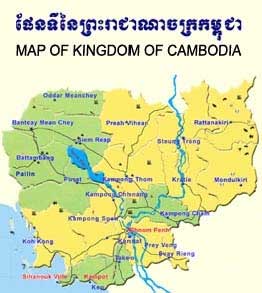 ផែនទីនៃព្រះរាជាណាចក្រកម្ពុជា
MAP OF KINGDOM OF CAMBODIA
Oddar Meanchey
Banteay Mean Chey
Preah Vihear
Rattanakiri
Siem Reap
Steung Treng
Battambang
Pailin
Pusat
Kampong Thom
Kratie
Mondulkiri
Kampong Chhnang
Kampong Cham
Kampong Speu
Phnom Penh
Koh Kong
Kandal
Prey Veng
Svay Rieng
Takeo
Sihanouk Ville
Kampot
Kep